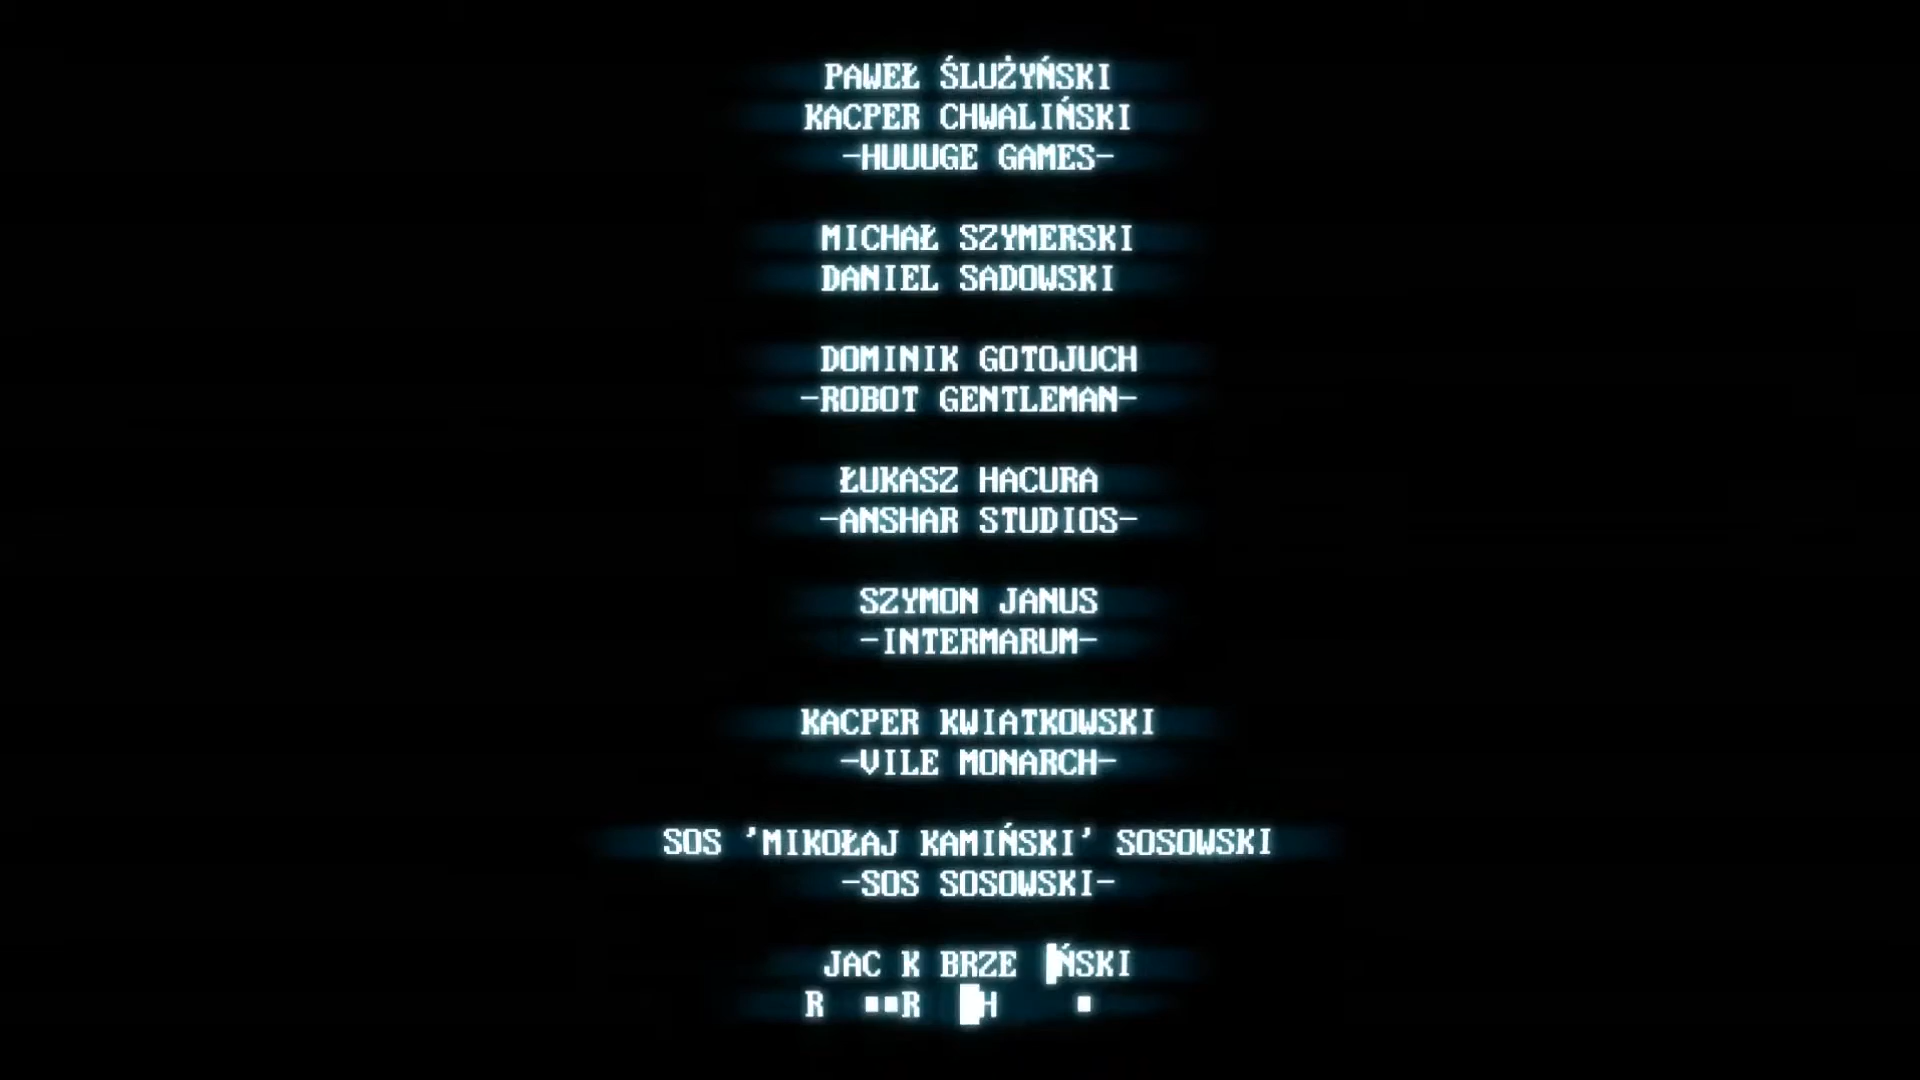 PAWEŁ ŚLUŻYŃSKI
KACPER CHWALIŃSKI
-HUUUGE GAMES-
MICHAŁ SZYMERSKI
DANIEL SADOWSKI
DOMINIK GOTOJUCH
-ROBOT GENTLEMAN-
ŁUKASZ HACURA
-ANSHAR STUDIOS-
SZYMON JANUS
-INTERMARUM-
KACPER KWIATKOWSKI
-VILE MONARCH-
SOS 'MIKOŁAJ KAMIŃSKI' SOSOWSKI
-SOS SOSOWSKI-